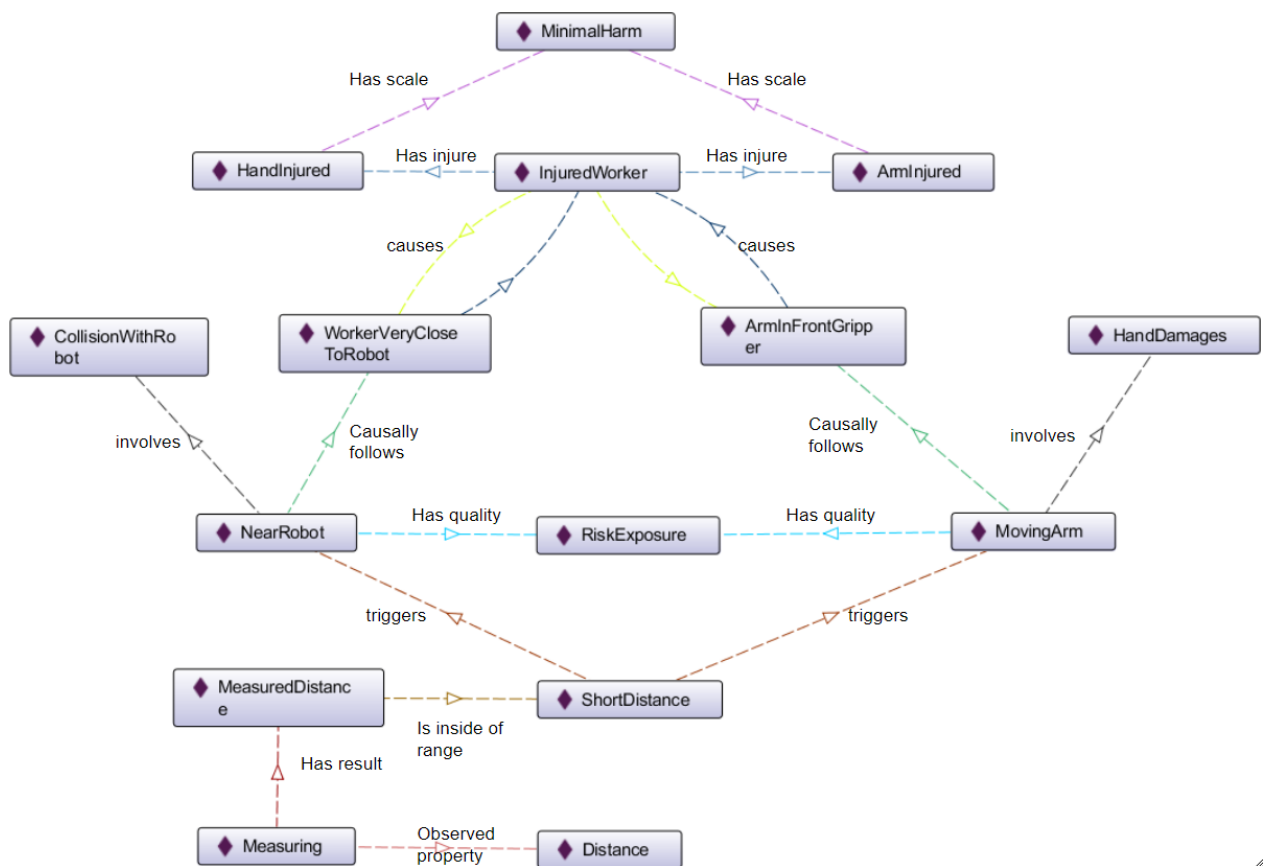 MinimalHarm
Has scale
Has scale
HandInjured
Has injure
InjuredWorker
Has injure
ArmInjured
causes
causes
CollisionWithRo
bot
WorkerVeryClose
ToRobot
ArmInFrontGripp
er
HandDamages
involves
Causally
follows
Causally
follows
involves
NearRobot
Has quality
RiskExposure
Has quality
MovingArm
triggers
triggers
MeasuredDistanc
e
Is inside of
range
ShortDistance
Has result
Measuring
Observed
property
Distance